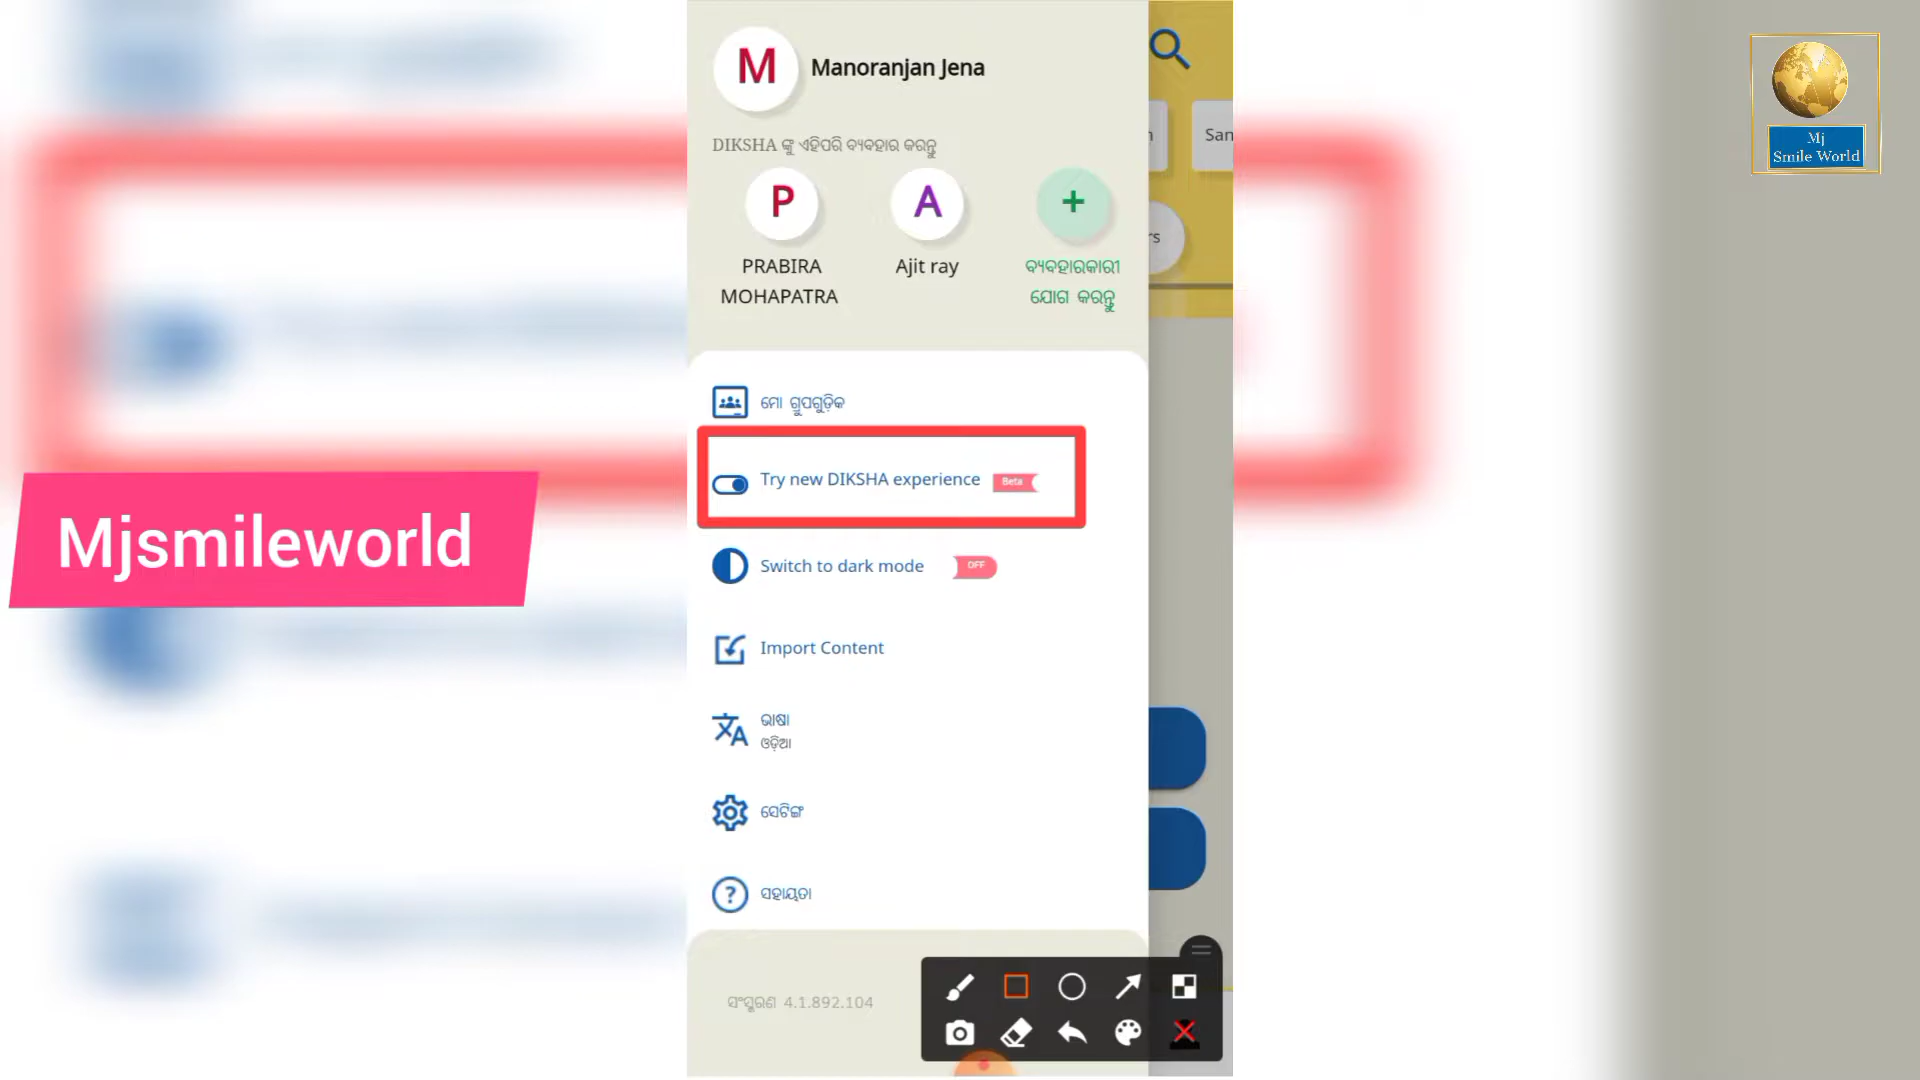 M
Manoranjan Jena
DIKSHA ଙ୍କୁ ଏହିପରି ବ୍ୟବହାର କରନ୍ତୁ
P
A
+
PRABIRA
MOHAPATRA
Ajit ray
ବ୍ୟବହାରକାରୀ
ଯୋଗ କରନ୍ତୁ
San
rs
ମୋ ଗ୍ରୁପଗୁଡ଼ିକ
Try new DIKSHA experience Beta
Switch to dark mode OFF
Import Content
ଭାଷା
ଓଡ଼ିଆ
ସେଟିଙ୍ଗ
ସହାୟତା
ସଂସ୍କରଣ 4.1.892.104
Mjsmileworld
Mj
Smile World